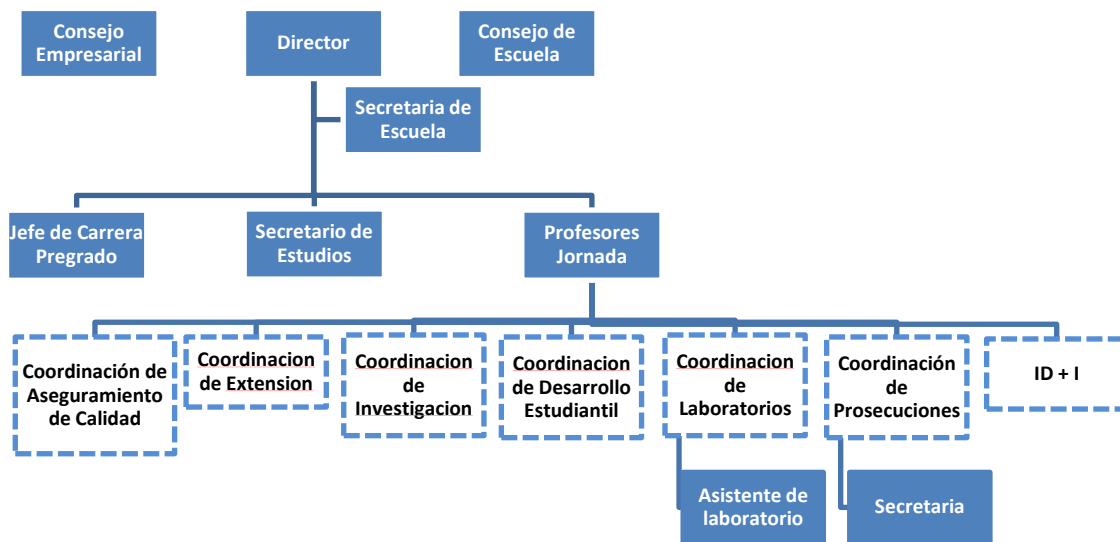 Consejo
Empresarial
Director
Consejo de
Escuela
Secretaria de
Escuela
Jefe de Carrera
Pregrado
Secretario de
Estudios
Profesores
Jornada
Coordinación de
Aseguramiento
de Calidad
Coordinacion
de Extension
Coordinacion
de
Investigacion
Coordinacion
de Desarrollo
Estudiantil
Coordinacion
de
Laboratorios
Coordinación
de
Prosecuciones
ID + I
Asistente de
laboratorio
Secretaria